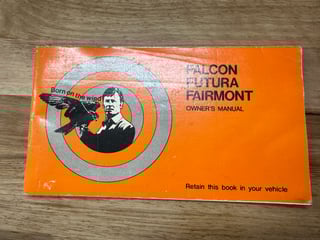 Born on the wind
FALCON
FUTURA
FAIRMONT
OWNER'S MANUAL
Retain this book in your vehicle